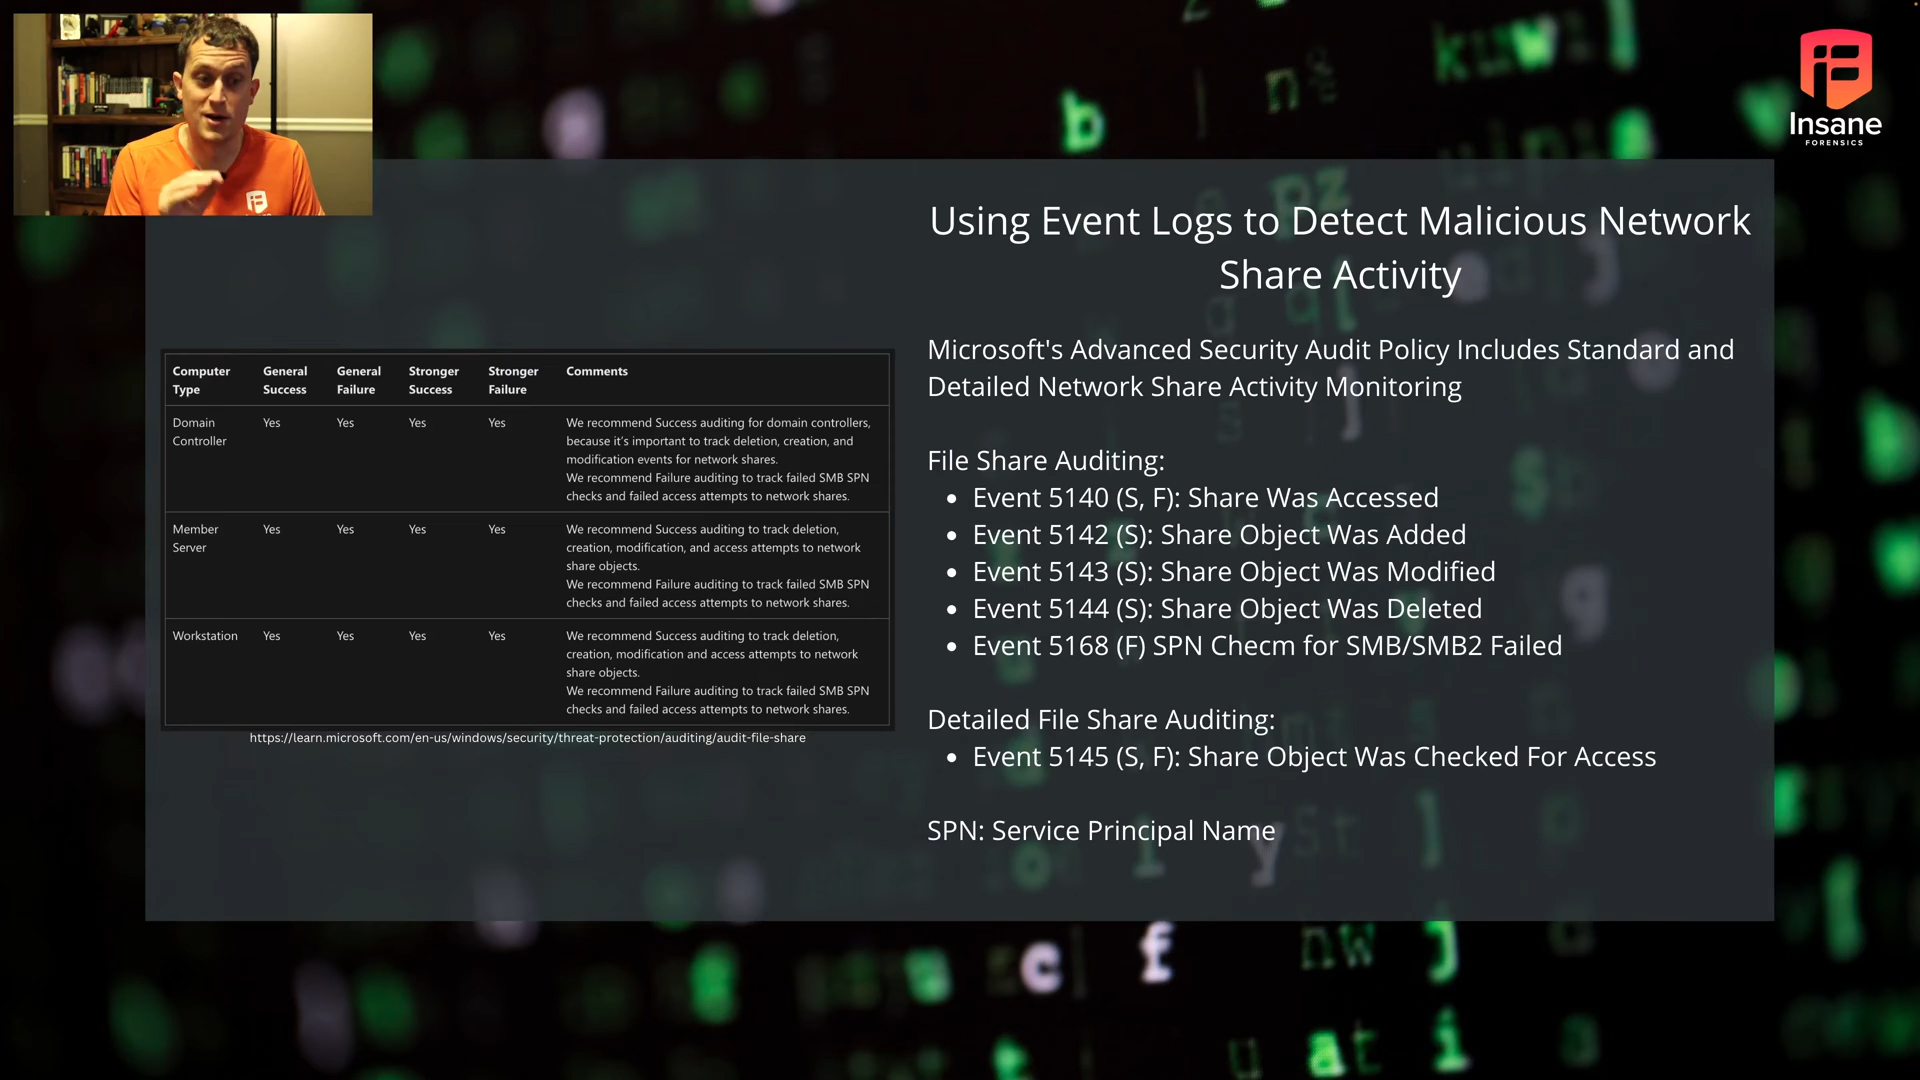 Insane
FORENSICS
Using Event Logs to Detect Malicious Network
Share Activity
Computer Type General Success General Failure Stronger Success Stronger Failure Comments
Domain Controller Yes Yes Yes Yes We recommend Success auditing for domain controllers,
because it's important to track deletion, creation, and
modification events for network shares.
We recommend Failure auditing to track failed SMB SPN
checks and failed access attempts to network shares.
Member Server Yes Yes Yes Yes We recommend Success auditing to track deletion,
creation, modification, and access attempts to network
share objects.
We recommend Failure auditing to track failed SMB SPN
checks and failed access attempts to network shares.
Workstation Yes Yes Yes Yes We recommend Success auditing to track deletion,
creation, modification and access attempts to network
share objects.
We recommend Failure auditing to track failed SMB SPN
checks and failed access attempts to network shares.
https://learn.microsoft.com/en-us/windows/security/threat-protection/auditing/audit-file-share
Microsoft's Advanced Security Audit Policy Includes Standard and
Detailed Network Share Activity Monitoring
File Share Auditing:
• Event 5140 (S, F): Share Was Accessed
• Event 5142 (S): Share Object Was Added
• Event 5143 (S): Share Object Was Modified
• Event 5144 (S): Share Object Was Deleted
• Event 5168 (F) SPN Checm for SMB/SMB2 Failed
Detailed File Share Auditing:
• Event 5145 (S, F): Share Object Was Checked For Access
SPN: Service Principal Name